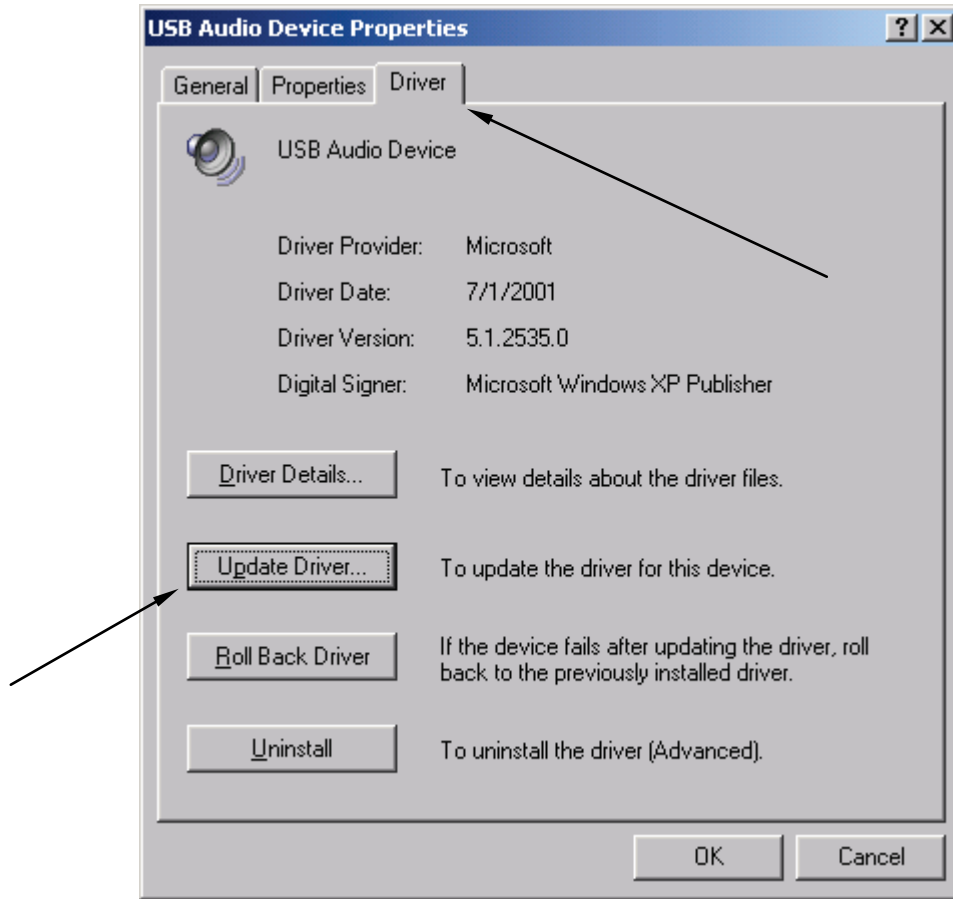 USB Audio Device Properties
General Properties Driver
USB Audio Device
Driver Provider: Microsoft
Driver Date: 7/1/2001
Driver Version: 5.1.2535.0
Digital Signer: Microsoft Windows XP Publisher
Driver Details... To view details about the driver files.
Update Driver... To update the driver for this device.
Roll Back Driver If the device fails after updating the driver, roll
back to the previously installed driver.
Uninstall To uninstall the driver (Advanced).
OK Cancel